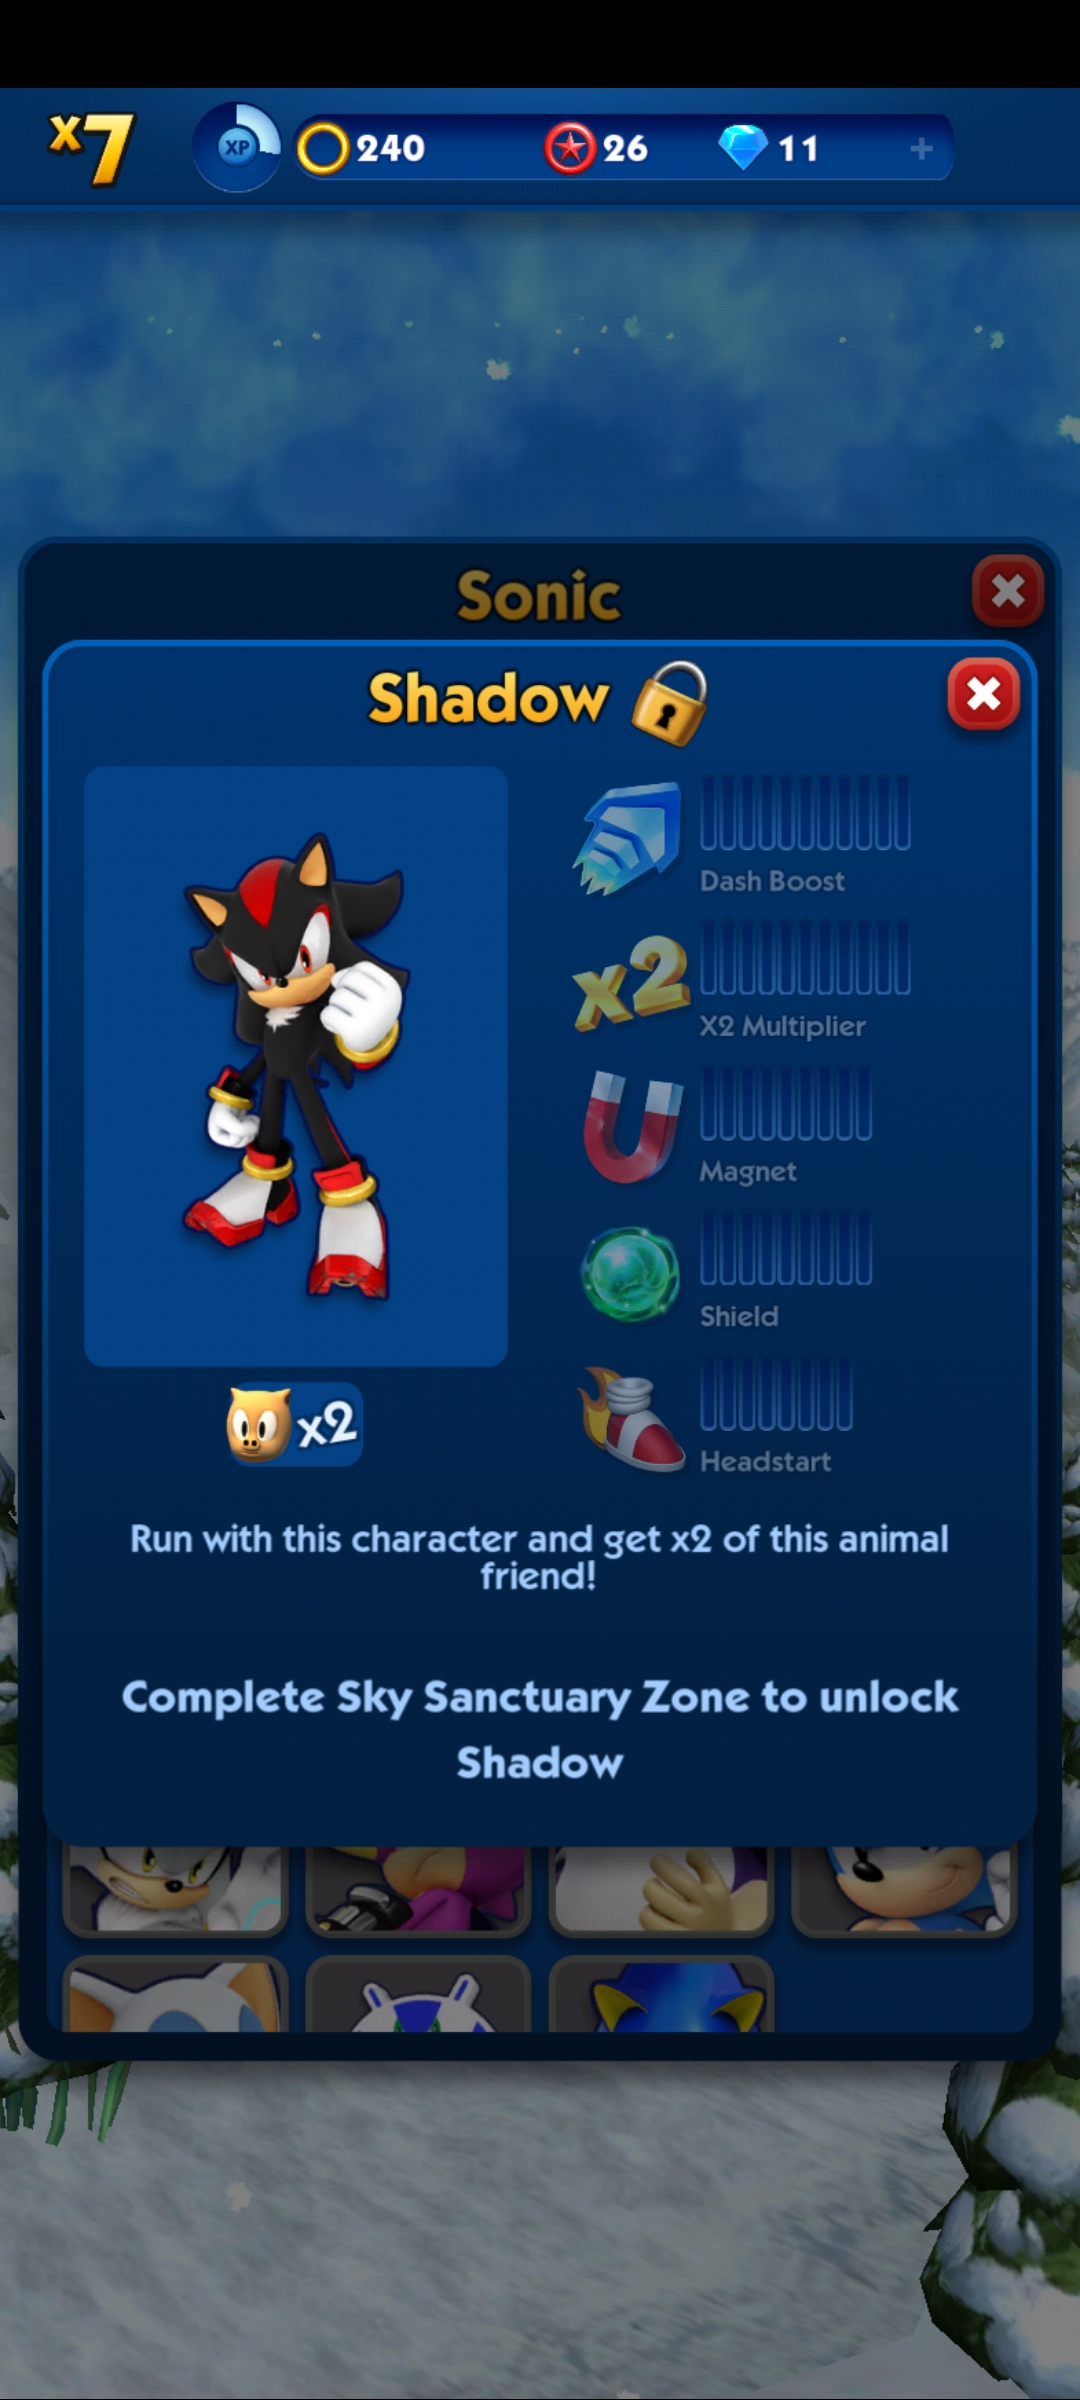 x7
XP
240
26
11
+
Sonic
Shadow
Dash Boost
x2
X2 Multiplier
Magnet
Shield
Headstart
x2
Run with this character and get x2 of this animal
friend!
Complete Sky Sanctuary Zone to unlock
Shadow